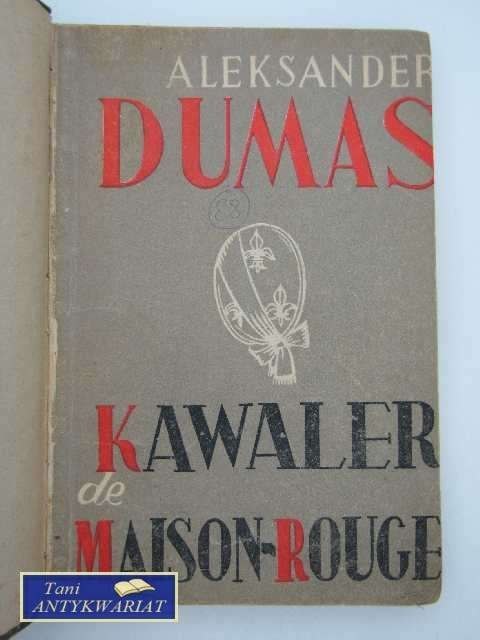 ALEKSANDER
DUMAS
88
KAWALER
de
MAISON-ROUGE
Tani
ANTYKWARIAT